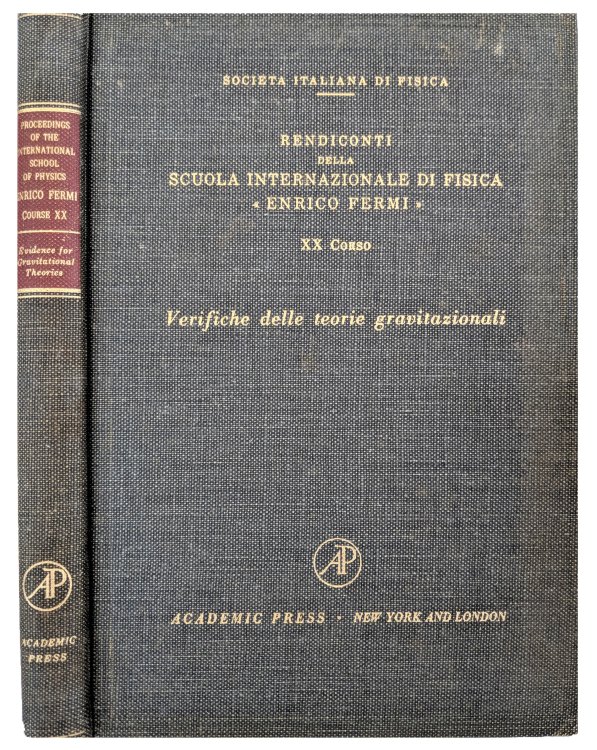 PROCEEDINGS
OF THE
INTERNATIONAL
SCHOOL
OF PHYSICS
ENRICO FERMI
COURSE XX
Evidence for
Gravitational
Theories
AP
ACADEMIC
PRESS
SOCIETA ITALIANA DI FISICA
RENDICONTI
DELLA
SCUOLA INTERNAZIONALE DI FISICA
« ENRICO FERMI »
XX CORSO
Verifiche delle teorie gravitazionali
AP
ACADEMIC PRESS • NEW YORK AND LONDON